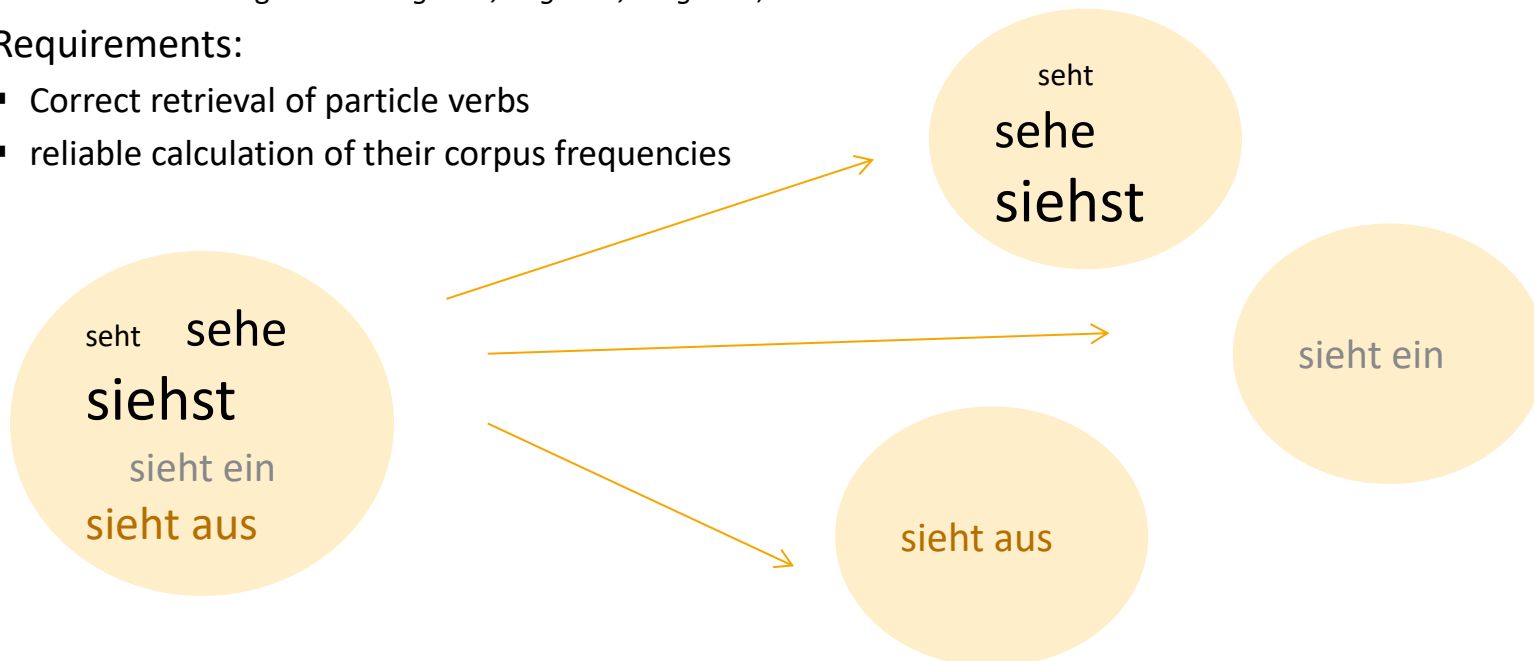 Requirements:
▪ Correct retrieval of particle verbs
▪ reliable calculation of their corpus frequencies
seht sehe
siehst
sieht ein
sieht aus
seht
sehe
siehst
sieht ein
sieht aus